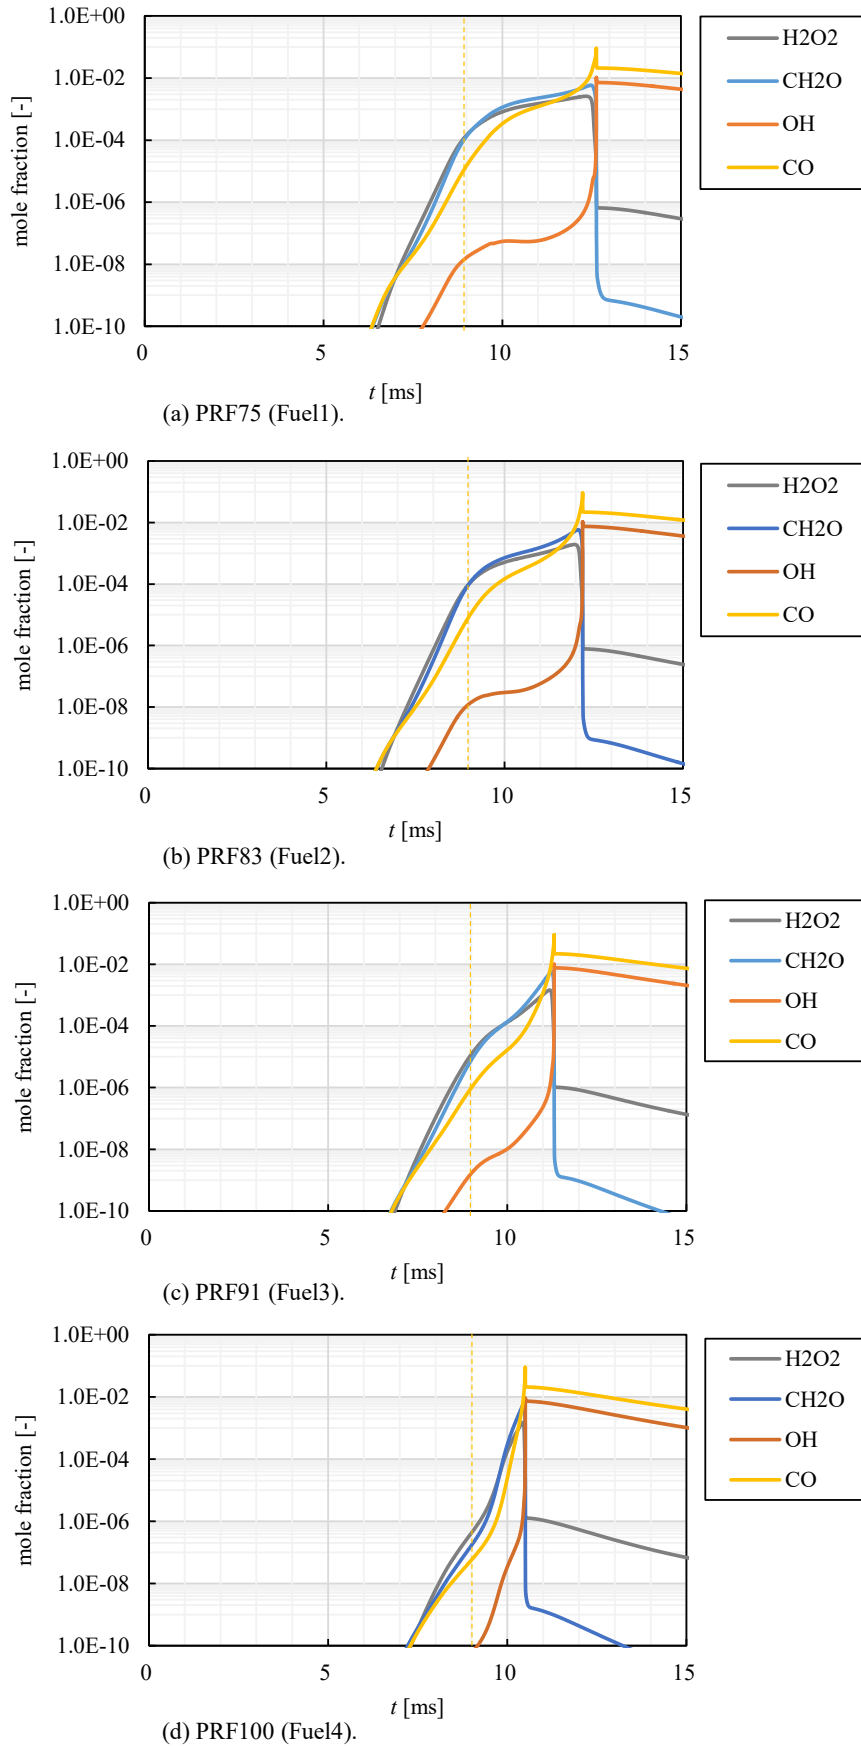 1.0E+00
1.0E-02
1.0E-04
1.0E-06
1.0E-08
1.0E-10
mole fraction [-]
0 5 10 15
t [ms]
H2O2
CH2O
OH
CO
(a) PRF75 (Fuel1).
1.0E+00
1.0E-02
1.0E-04
1.0E-06
1.0E-08
1.0E-10
mole fraction [-]
0 5 10 15
t [ms]
H2O2
CH2O
OH
CO
(b) PRF83 (Fuel2).
1.0E+00
1.0E-02
1.0E-04
1.0E-06
1.0E-08
1.0E-10
mole fraction [-]
0 5 10 15
t [ms]
H2O2
CH2O
OH
CO
(c) PRF91 (Fuel3).
1.0E+00
1.0E-02
1.0E-04
1.0E-06
1.0E-08
1.0E-10
mole fraction [-]
0 5 10 15
t [ms]
H2O2
CH2O
OH
CO
(d) PRF100 (Fuel4).